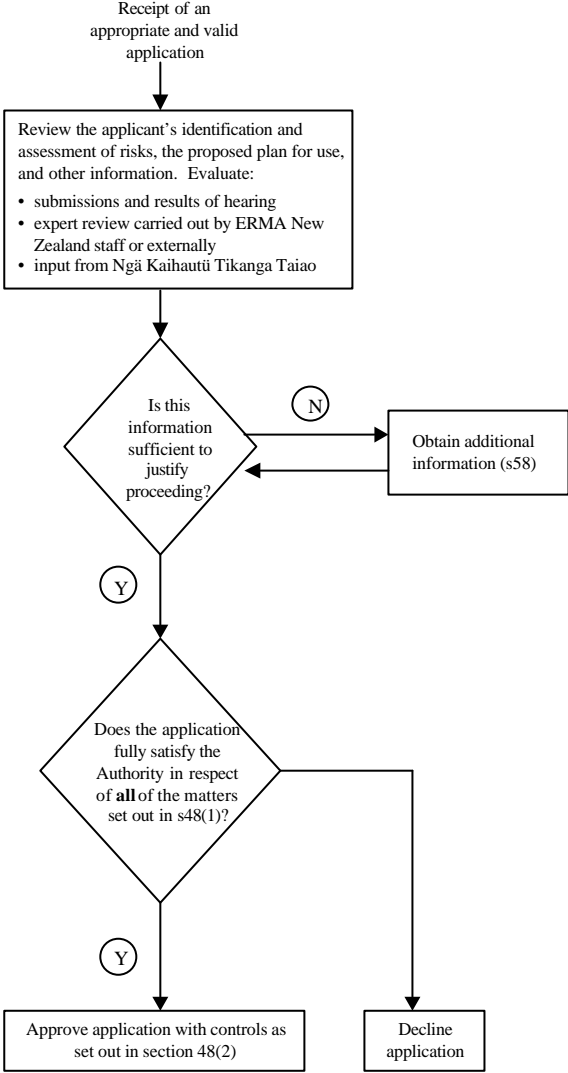 Receipt of an
appropriate and valid
application
Review the applicant’s identification and
assessment of risks, the proposed plan for use,
and other information. Evaluate:
• submissions and results of hearing
• expert review carried out by ERMA New
Zealand staff or externally
• input from Ngä Kaihautü Tikanga Taiao
Is this
information
sufficient to
justify
proceeding?
N
Obtain additional
information (s58)
Y
Does the application
fully satisfy the
Authority in respect
of all of the matters
set out in s48(1)?
Y
Approve application with controls as
set out in section 48(2)
Decline
application